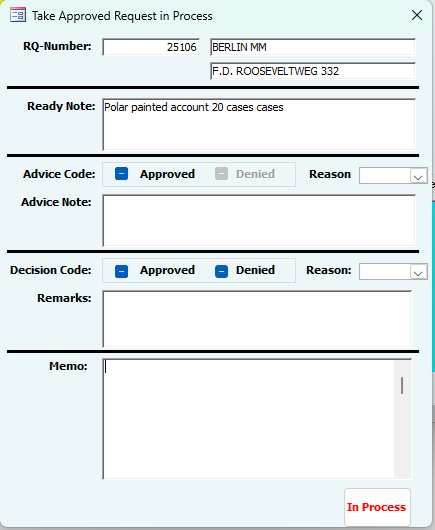 Take Approved Request in Process
RQ-Number: 25106 BERLIN MM
F.D. ROOSEVELTWEG 332
Ready Note: Polar painted account 20 cases cases
Advice Code: Approved Denied Reason
Advice Note:
Decision Code: Approved Denied Reason:
Remarks:
Memo:
In Process